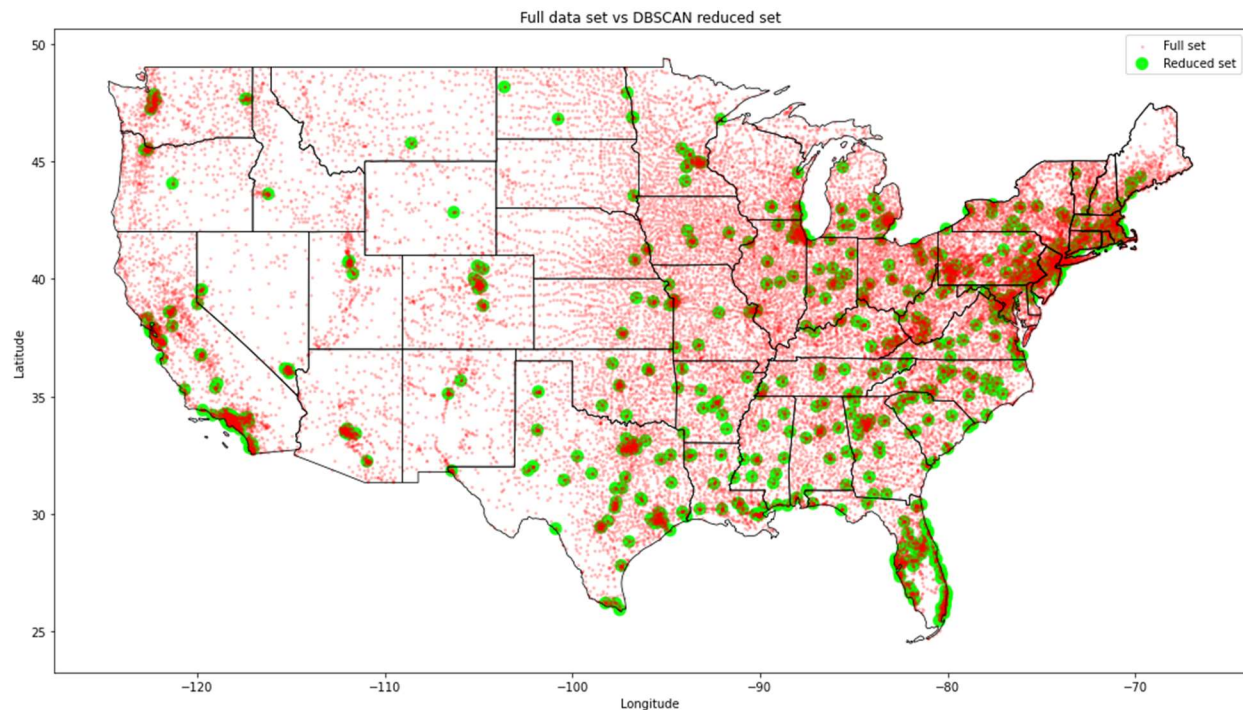 Full data set vs DBSCAN reduced set
Full set
Reduced set
50
45
40
35
30
25
Latitude
−120
−110
−100
−90
−80
−70
Longitude